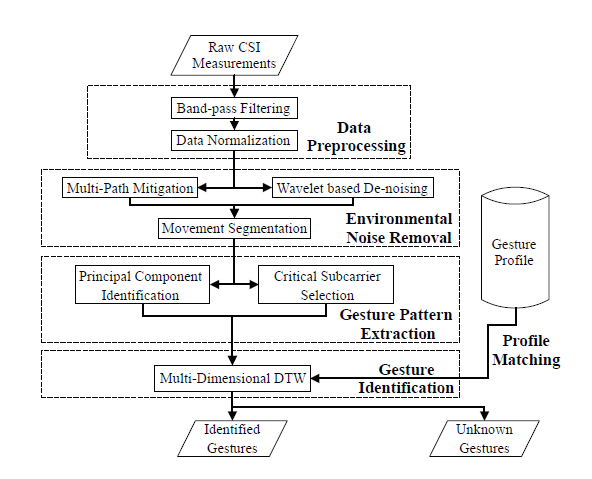 Raw CSI
Measurements
Band-pass Filtering
Data Normalization
Data
Preprocessing
Multi-Path Mitigation
Wavelet based De-noising
Movement Segmentation
Environmental
Noise Removal
Gesture
Profile
Principal Component
Identification
Critical Subcarrier
Selection
Gesture Pattern
Extraction
Profile
Matching
Multi-Dimensional DTW
Gesture
Identification
Identified
Gestures
Unknown
Gestures